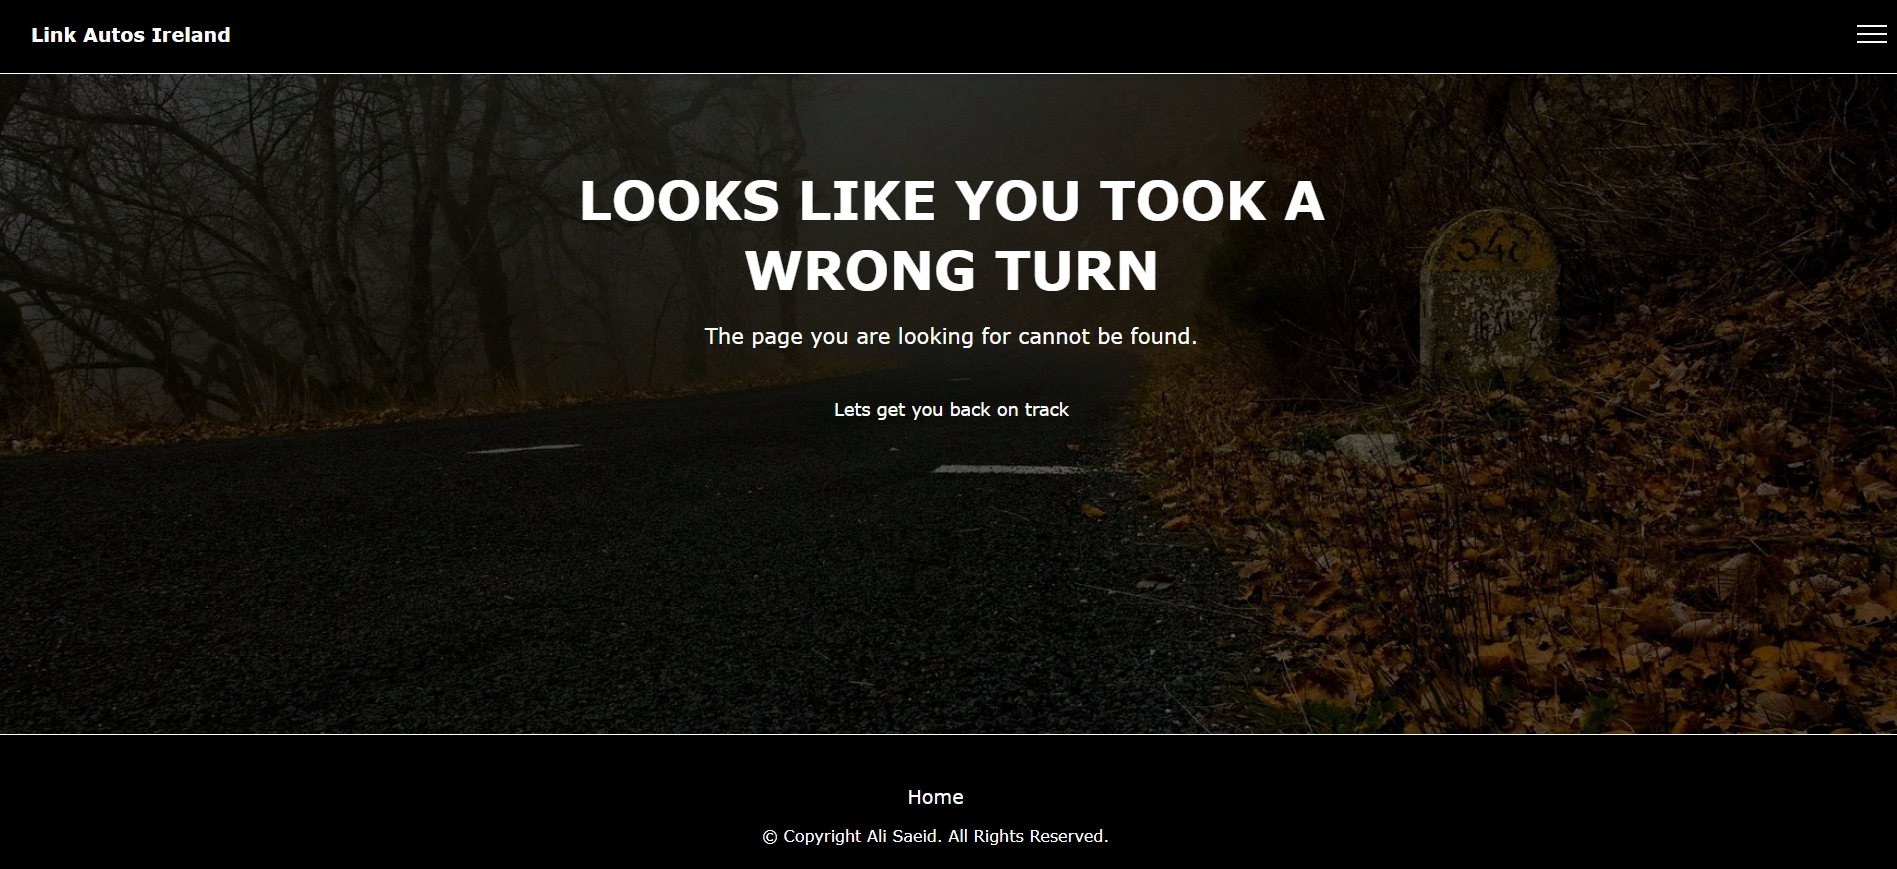 Link Autos Ireland
LOOKS LIKE YOU TOOK A
WRONG TURN
The page you are looking for cannot be found.
Lets get you back on track
Home
© Copyright Ali Saeid. All Rights Reserved.